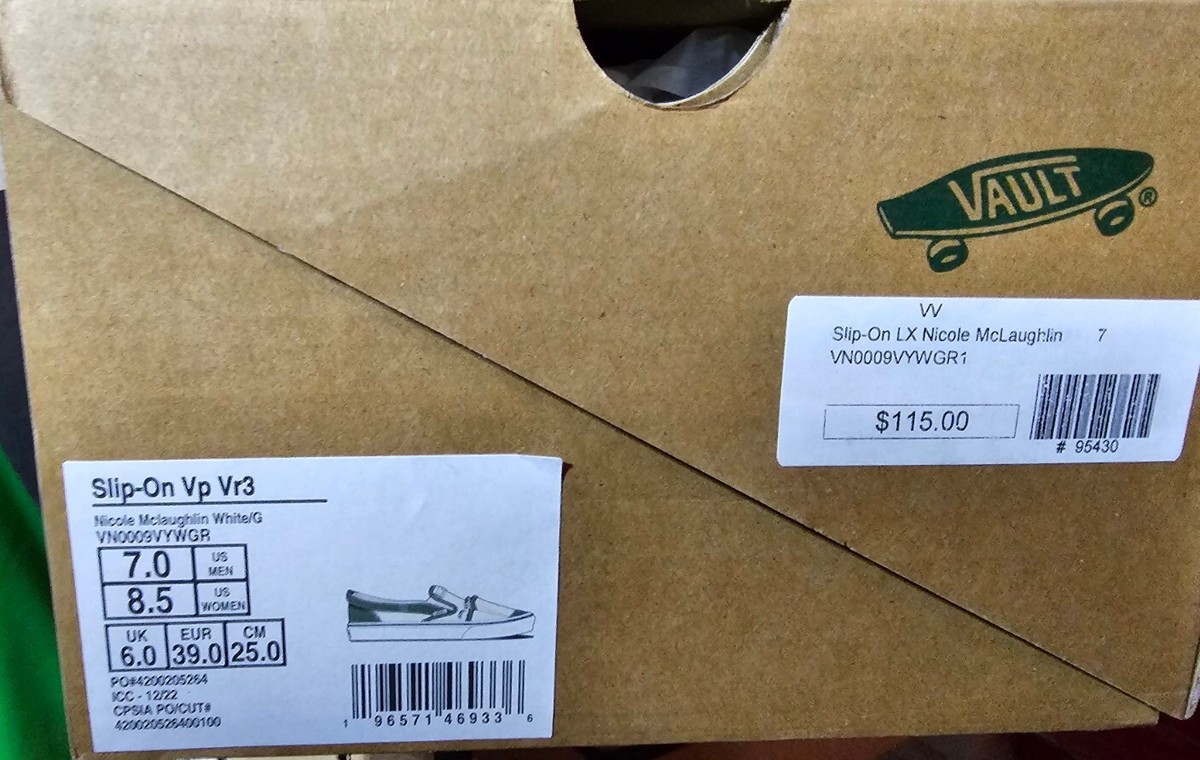 VAULT®
VV
Slip-On LX Nicole McLaughlin 7
VN0009VYWGR1
$115.00
# 95430
Slip-On Vp Vr3
Nicole Mclaughlin White/G
VN0009VYWGR
7.0 US MEN
8.5 US WOMEN
UK EUR CM
6.0 39.0 25.0
PO#4200205264
ICC - 12/22
CPSIA PO/CUT#
420020526400100
1 96571 46933 6